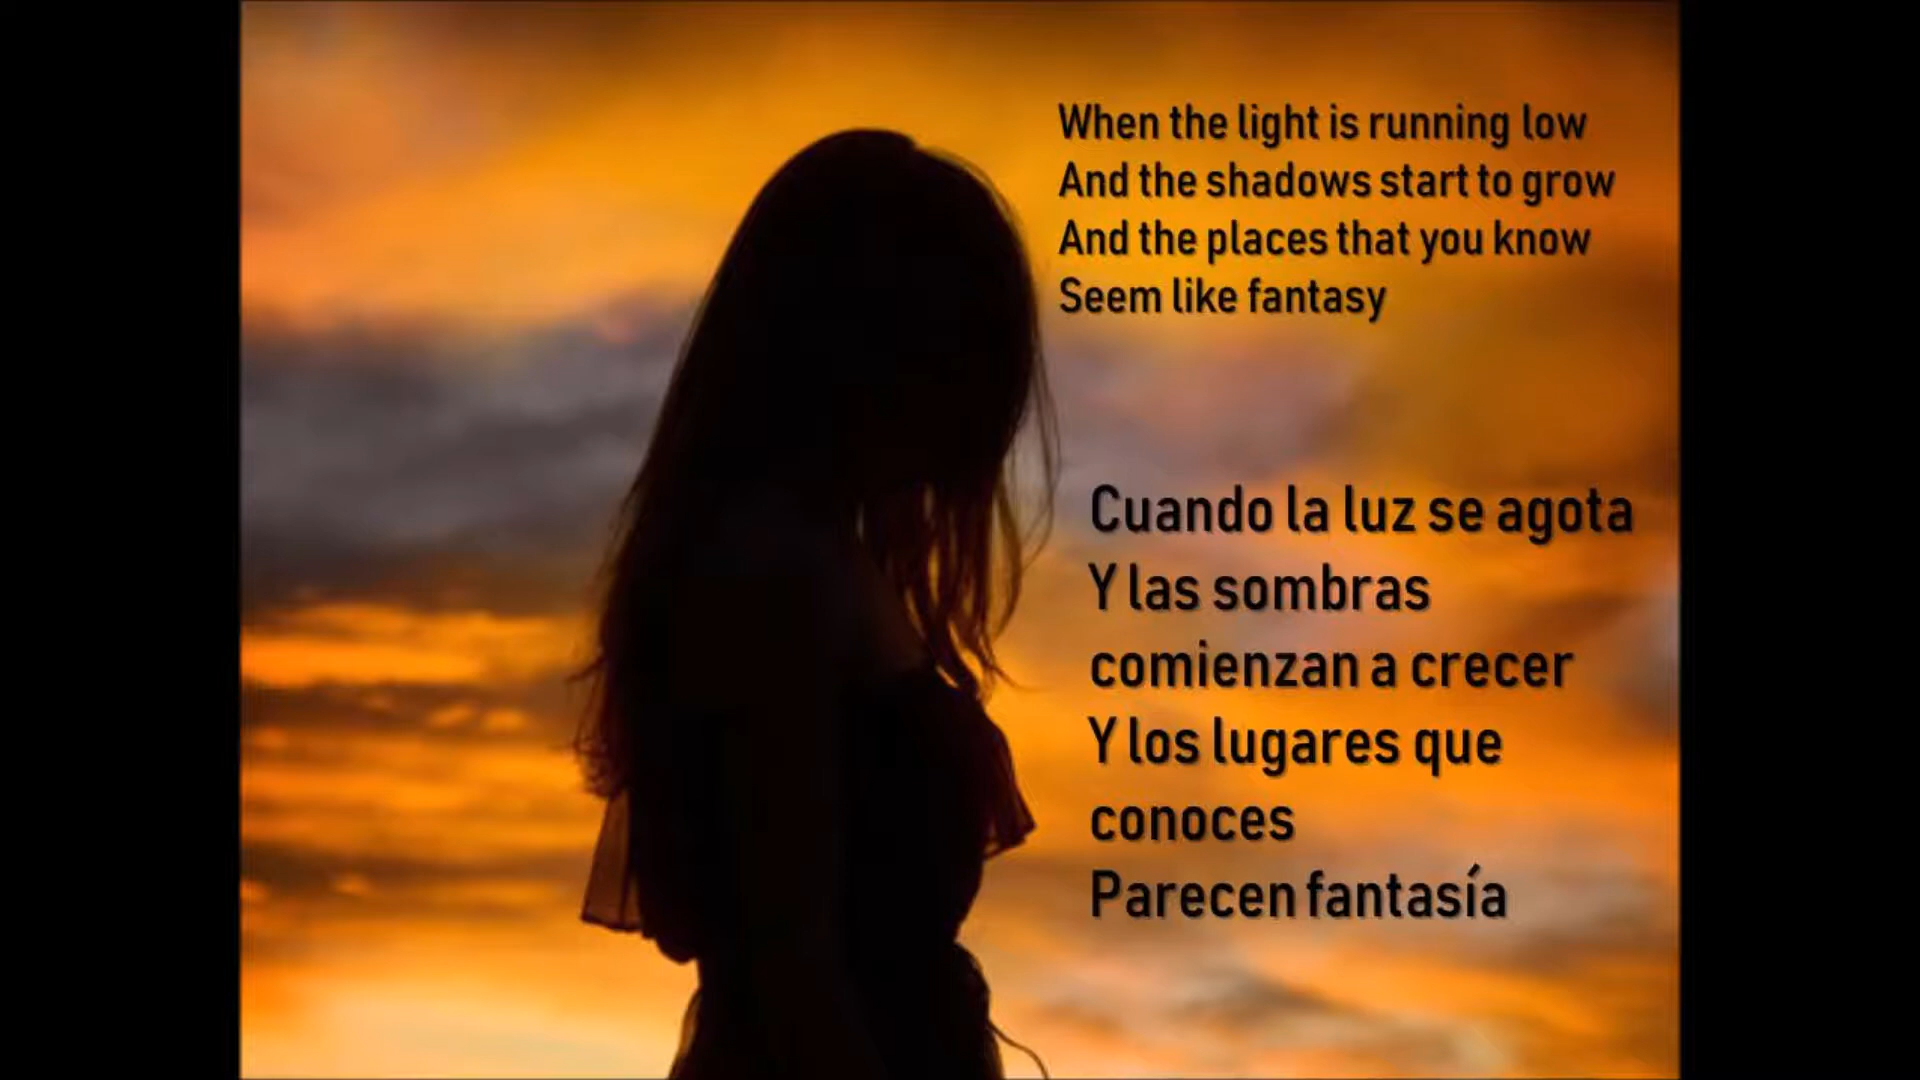 When the light is running low
And the shadows start to grow
And the places that you know
Seem like fantasy
Cuando la luz se agota
Y las sombras
comienzan a crecer
Y los lugares que
conoces
Parecen fantasía